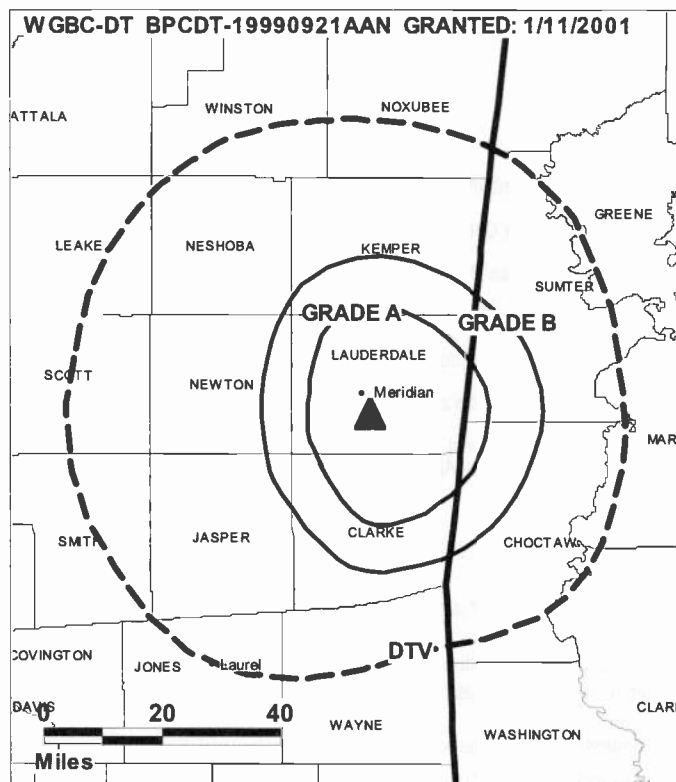 WGBC-DT BPCDT-19990921AAN GRANTED: 1/11/2001
WINSTON
NOXUBEE
ATTALA
GREENE
LEAKE
NESHOBA
KEMPER
SUMTER
GRADE A
GRADE B
LAUDERDALE
SCOTT
NEWTON
Meridian
MAR
SMITH
JASPER
CLARKE
CHOCTAW
DTV
COVINGTON
JONES
Laurel
DAVIS
CLARK
0 20 40
WAYNE
WASHINGTON
Miles